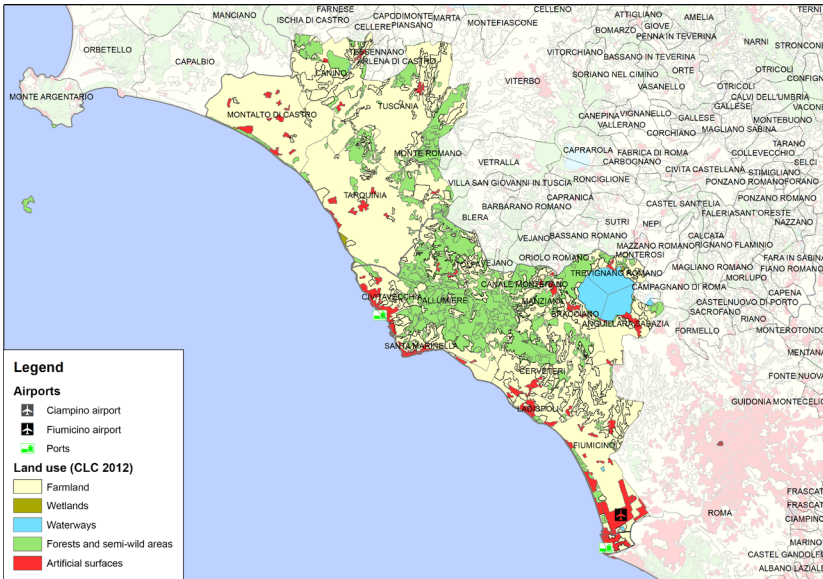 FARNESE
MANCIANO
ISCHIA DI CASTRO
CAPODIMONTE
MARTA
CELLERE
PIANSANO
MONTEFIASCONE
CELLENO
ATTIGLIANO
AMELIA
TERNI
GIOVE
BOMARZO
PENNA IN TEVERINA
ORBETELLO
CAPALBIO
TESSENNANO
ARLENA DI CASTRO
CANINO
VITORCHIANO
NARNI
STRONCONE
BASSANO IN TEVERINA
ORTE
OTRICOLI
VITERBO
SORIANO NEL CIMINO
CONFIGN
VASANELLO
OTRICOLI
MONTE ARGENTARIO
CALVI DELL'UMBRIA
TUSCANIA
GALLESE
VACONE
MONTALTO DI CASTRO
CANEPINA
VIGNANELLO
GALLESE
MONTEBUONO
VALLERANO
CORCHIANO
MAGLIANO SABINA
TARANO
MONTE ROMANO
CAPRAROLA
FABRICA DI ROMA
COLLEVECCHIO
VETRALLA
CARBOGNANO
SELCI
CIVITA CASTELLANA
STIMIGLIANO
VILLA SAN GIOVANNI IN TUSCIA
RONCIGLIONE
PONZANO ROMANO
FORANO
TARQUINIA
CAPRANICA
PONZANO ROMANO
BARBARANO ROMANO
CASTEL SANT'ELIA
FALERIA
SANT'ORESTE
BLERA
SUTRI
NEPI
NAZZANO
VEJANO
BASSANO ROMANO
CALCATA
MAZZANO ROMANO
RIGNANO FLAMINIO
MONTEROSI
TOLFA
VEJANO
ORIOLO ROMANO
FARA IN SABINA
TREVIGNANO ROMANO
MAGLIANO ROMANO
FIANO ROMANO
MORLUPO
CANALE MONTERANO
CAMPAGNANO DI ROMA
CAPENA
CIVITAVECCHIA
ALLUMIERE
MANZIANA
CASTELNUOVO DI PORTO
BRACCIANO
SACROFANO
RIANO
ANGUILLARA SABAZIA
FORMELLO
MONTEROTONDO
SANTA MARINELLA
MENTANA
CERVETERI
FONTE NUOVA
LADISPOLI
GUIDONIA MONTECELIO
FIUMICINO
ROMA
FRASCAT
FRASCAT
CIAMPINO
MARINO
CASTEL GANDOLFO
ALBANO LAZIALE
Legend
Airports
Ciampino airport
Fiumicino airport
Ports
Land use (CLC 2012)
Farmland
Wetlands
Waterways
Forests and semi-wild areas
Artificial surfaces